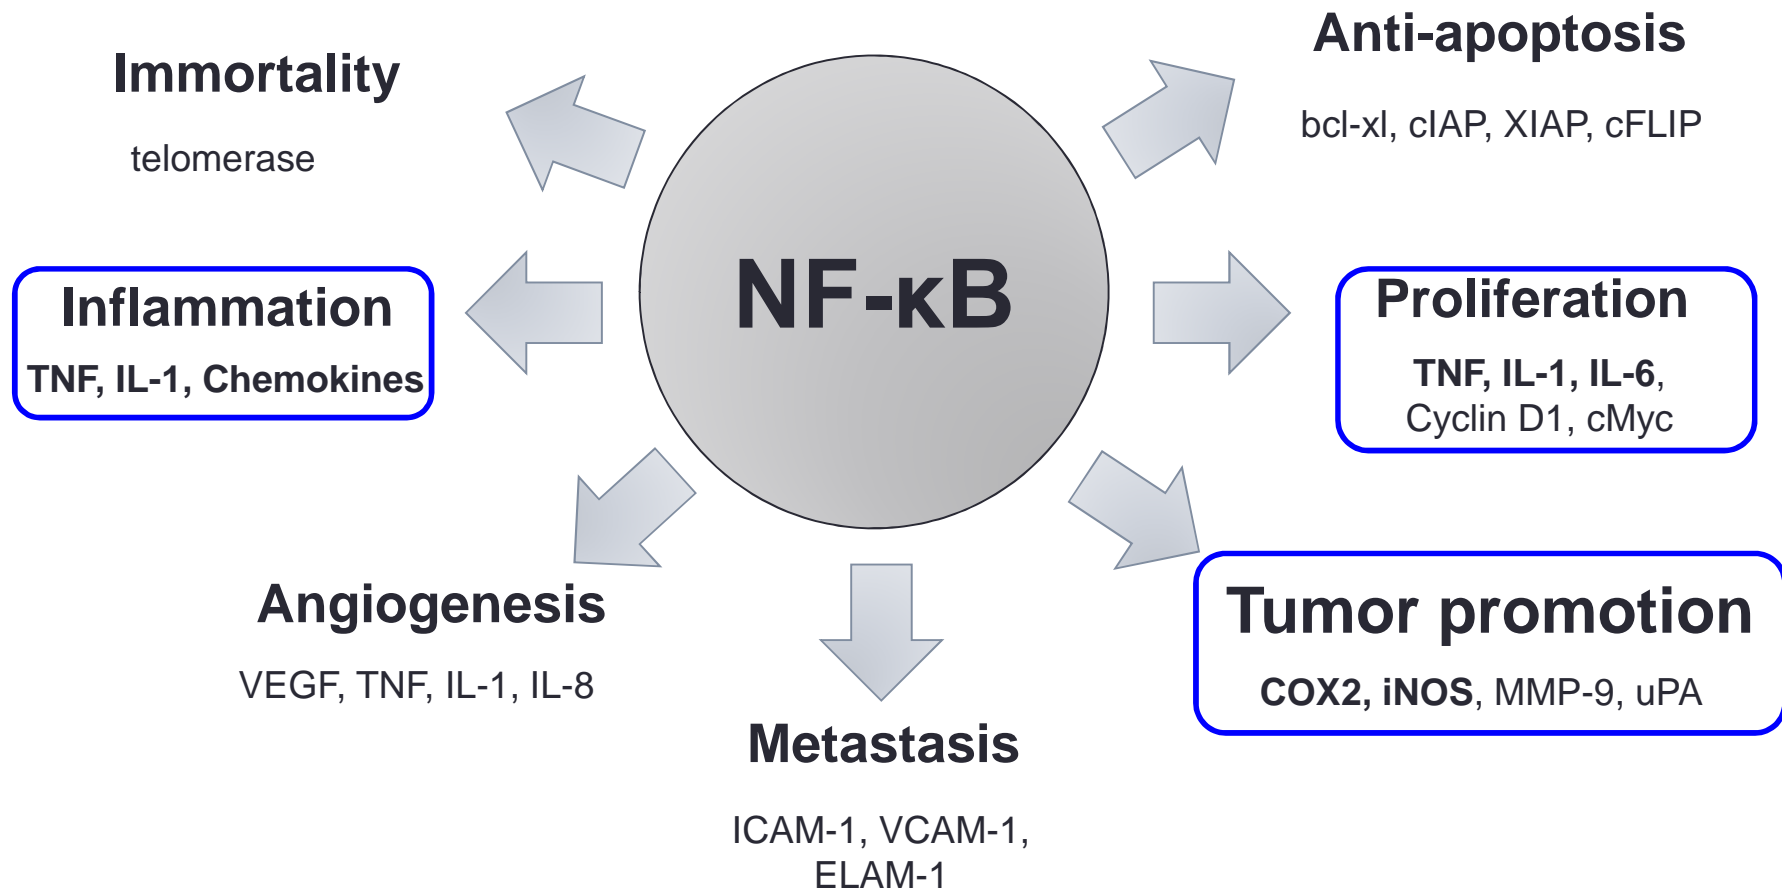 Immortality
telomerase
Anti-apoptosis
bcl-xl, cIAP, XIAP, cFLIP
NF-κB
Inflammation
TNF, IL-1, Chemokines
Proliferation
TNF, IL-1, IL-6,
Cyclin D1, cMyc
Angiogenesis
VEGF, TNF, IL-1, IL-8
Tumor promotion
COX2, iNOS, MMP-9, uPA
Metastasis
ICAM-1, VCAM-1,
ELAM-1